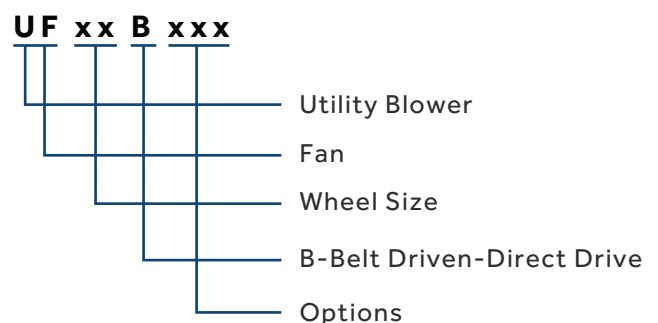 UF xx B xxx
Utility Blower
Fan
Wheel Size
B-Belt Driven-Direct Drive
Options